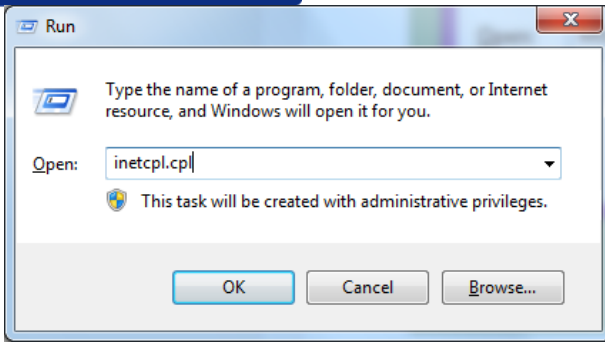 Run
Type the name of a program, folder, document, or Internet
resource, and Windows will open it for you.
Open: inetcpl.cpl
This task will be created with administrative privileges.
OK Cancel Browse...